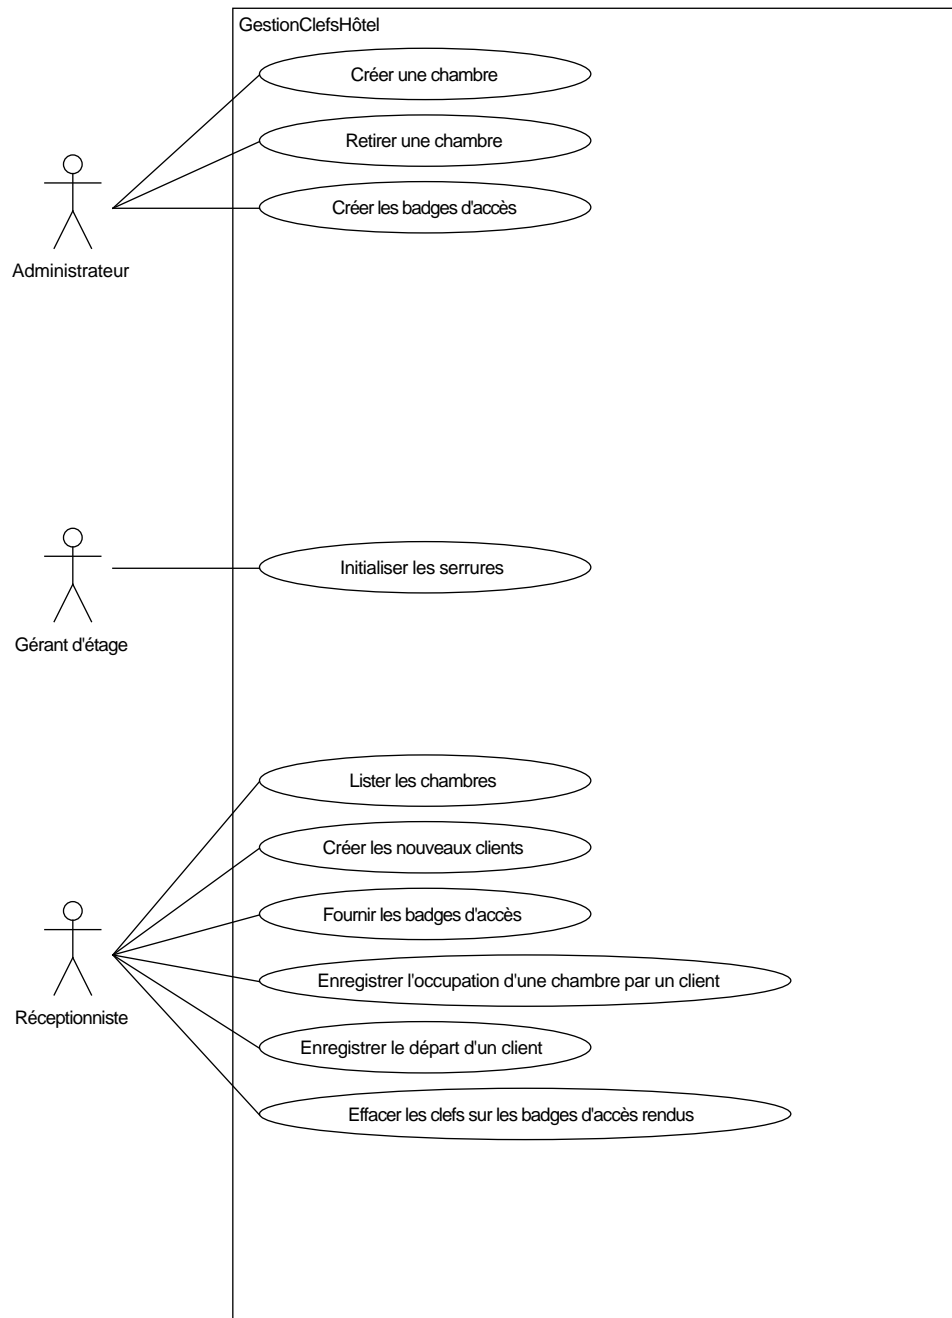 GestionClefsHôtel
Créer une chambre
Retirer une chambre
Créer les badges d'accès
Administrateur
Initialiser les serrures
Gérant d'étage
Lister les chambres
Créer les nouveaux clients
Fournir les badges d'accès
Enregistrer l'occupation d'une chambre par un client
Réceptionniste
Enregistrer le départ d'un client
Effacer les clefs sur les badges d'accès rendus